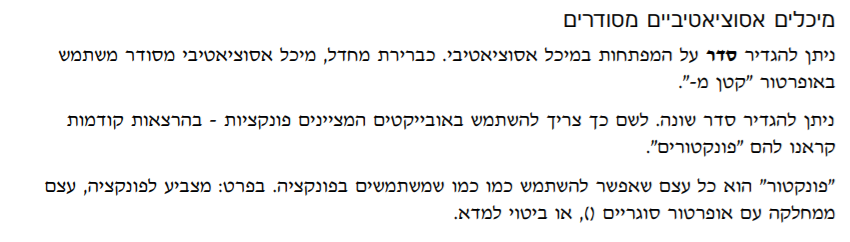 מיכלים אסוציאטיביים מסודרים
ניתן להגדיר סדר על המפתחות במיכל אסוציאטיבי. כברירת מחדל, מיכל אסוציאטיבי מסודר משתמש
באופרטור "קטן מ-".
ניתן להגדיר סדר שונה. לשם כך צריך להשתמש באובייקטים המציינים פונקציות - בהרצאות קודמות
קראנו להם "פונקטורים".
"פונקטור" הוא כל עצם שאפשר להשתמש כמו כמו שמשתמשים בפונקציה. בפרט: מצביע לפונקציה, עצם
ממחלקה עם אופרטור סוגריים (), או ביטוי למדא.